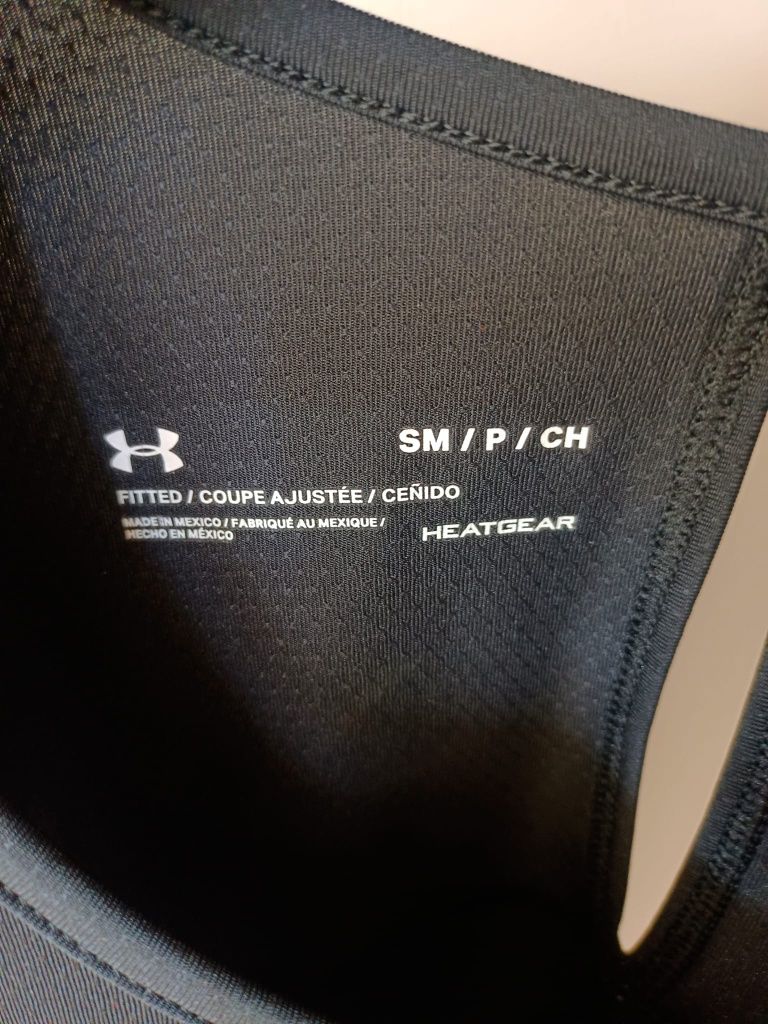 SM / P / CH
FITTED / COUPE AJUSTÉE / CEÑIDO
MADE IN MEXICO / FABRIQUÉ AU MEXIQUE /
HECHO EN MÉXICO
HEATGEAR